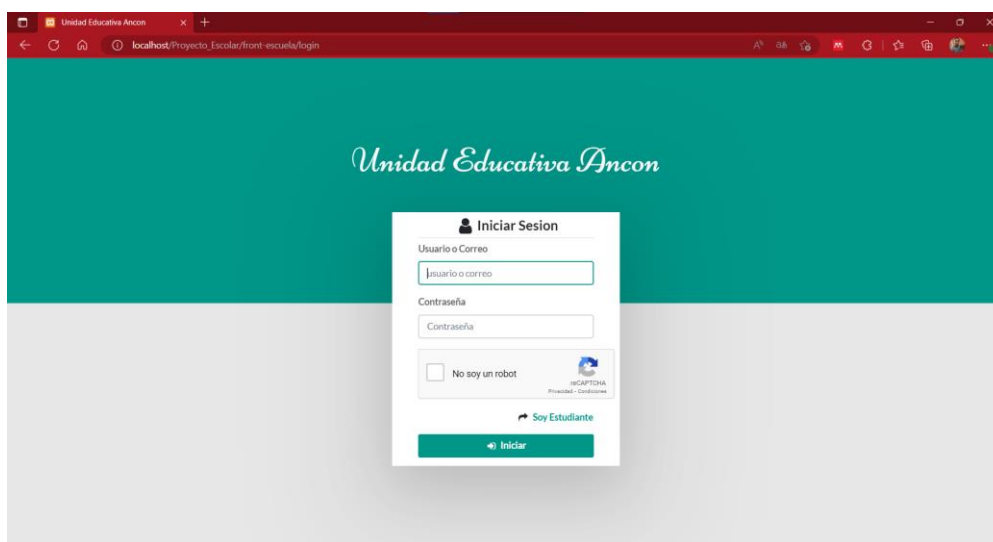 Unidad Educativa Ancon
localhost/Proyecto_Escolar/front-escuela/login
Unidad Educativa Ancon
Iniciar Sesion
Usuario o Correo
usuario o correo
Contraseña
Contraseña
No soy un robot
reCAPTCHA
Privacidad - Condiciones
Soy Estudiante
Iniciar